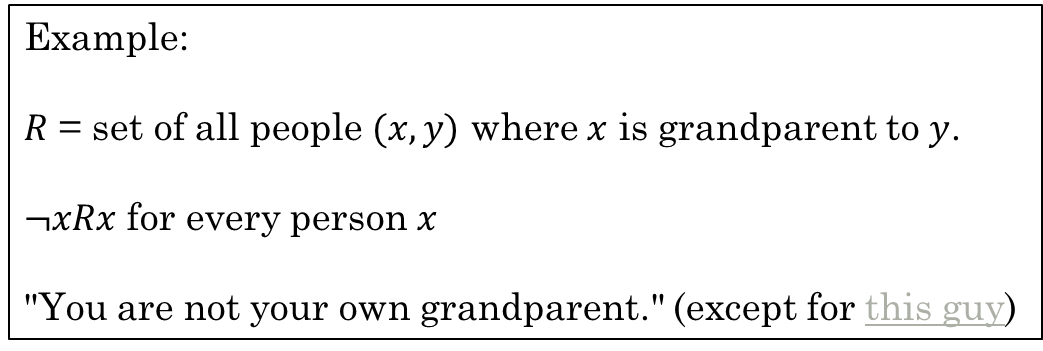 Example:
R = set of all people (x, y) where x is grandparent to y.
¬xRx for every person x
"You are not your own grandparent." (except for this guy)